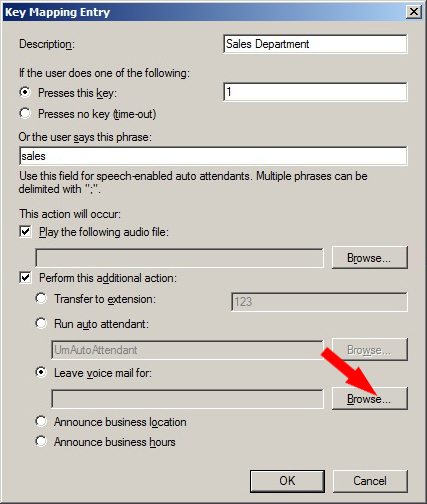 Key Mapping Entry
Description:
Sales Department
If the user does one of the following:
Presses this key:
1
Presses no key (time-out)
Or the user says this phrase:
sales
Use this field for speech-enabled auto attendants. Multiple phrases can be
delimited with ";".
This action will occur:
Play the following audio file:
Browse...
Perform this additional action:
Transfer to extension:
123
Run auto attendant:
UmAutoAttendant
Browse...
Leave voice mail for:
Browse...
Announce business location
Announce business hours
OK
Cancel